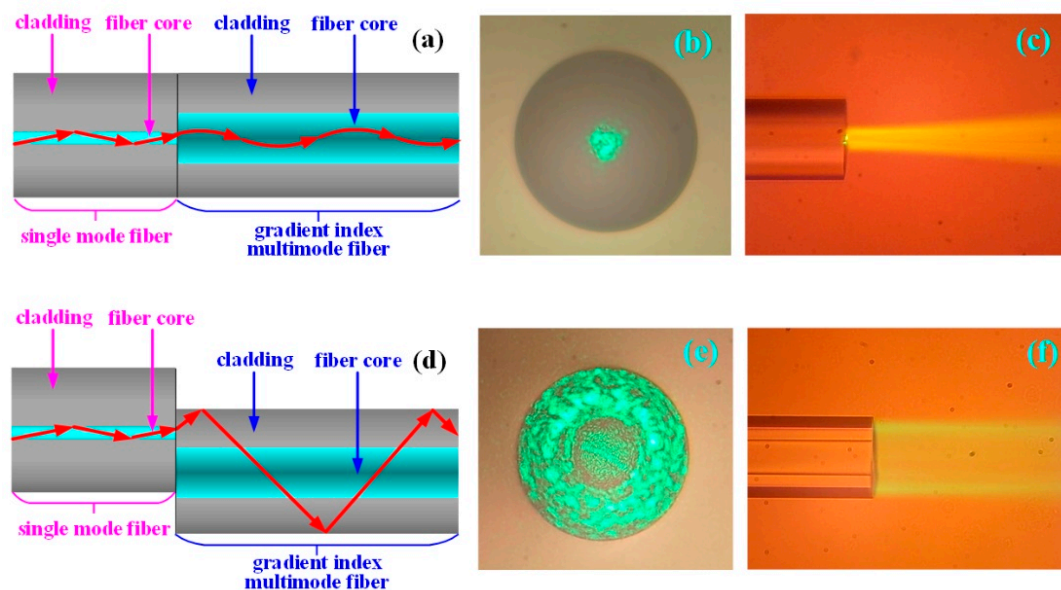 cladding fiber core cladding fiber core (a)
single mode fiber
gradient index
multimode fiber
(b)
(c)
cladding fiber core
cladding fiber core (d)
single mode fiber
gradient index
multimode fiber
(e)
(f)